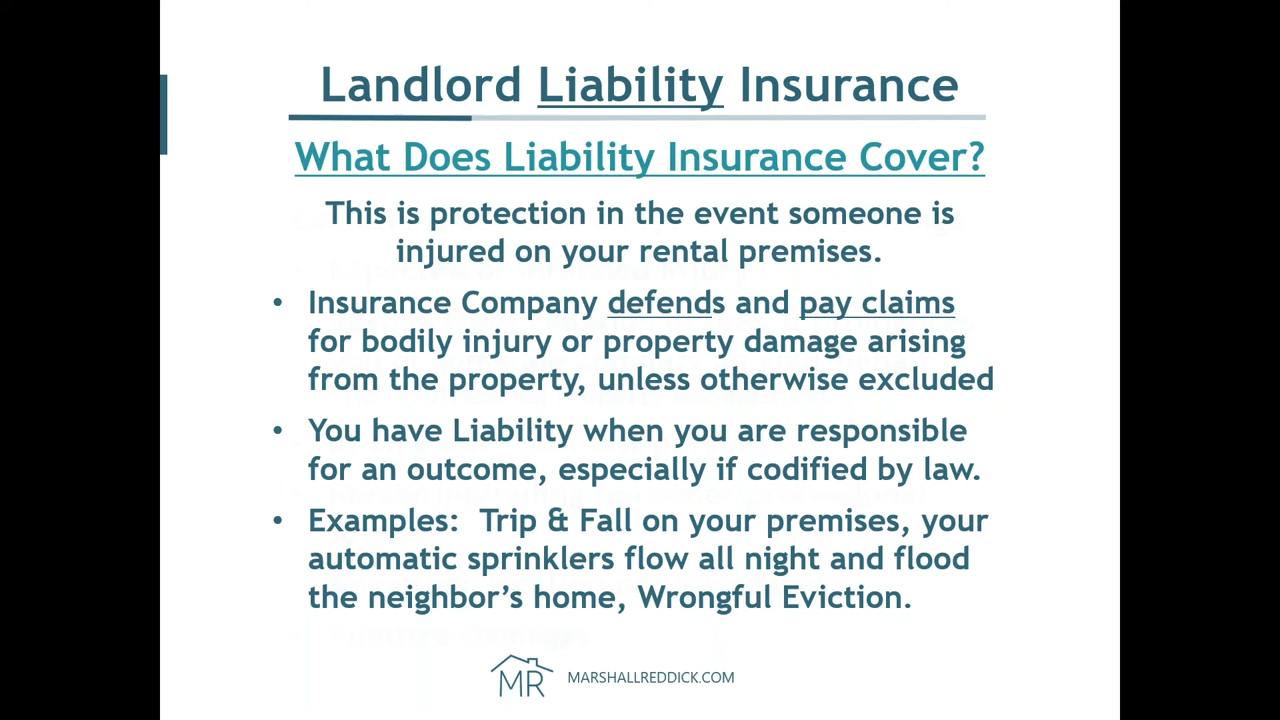 Landlord Liability Insurance
What Does Liability Insurance Cover?
This is protection in the event someone is
injured on your rental premises.
• Insurance Company defends and pay claims
for bodily injury or property damage arising
from the property, unless otherwise excluded
• You have Liability when you are responsible
for an outcome, especially if codified by law.
• Examples:  Trip & Fall on your premises, your
automatic sprinklers flow all night and flood
the neighbor’s home, Wrongful Eviction.
MR
MARSHALLREDDICK.COM